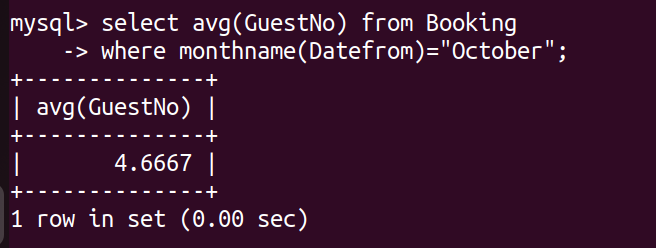 mysql> select avg(GuestNo) from Booking
    -> where monthname(Datefrom)="October";
+--------------+
| avg(GuestNo) |
+--------------+
|       4.6667 |
+--------------+
1 row in set (0.00 sec)